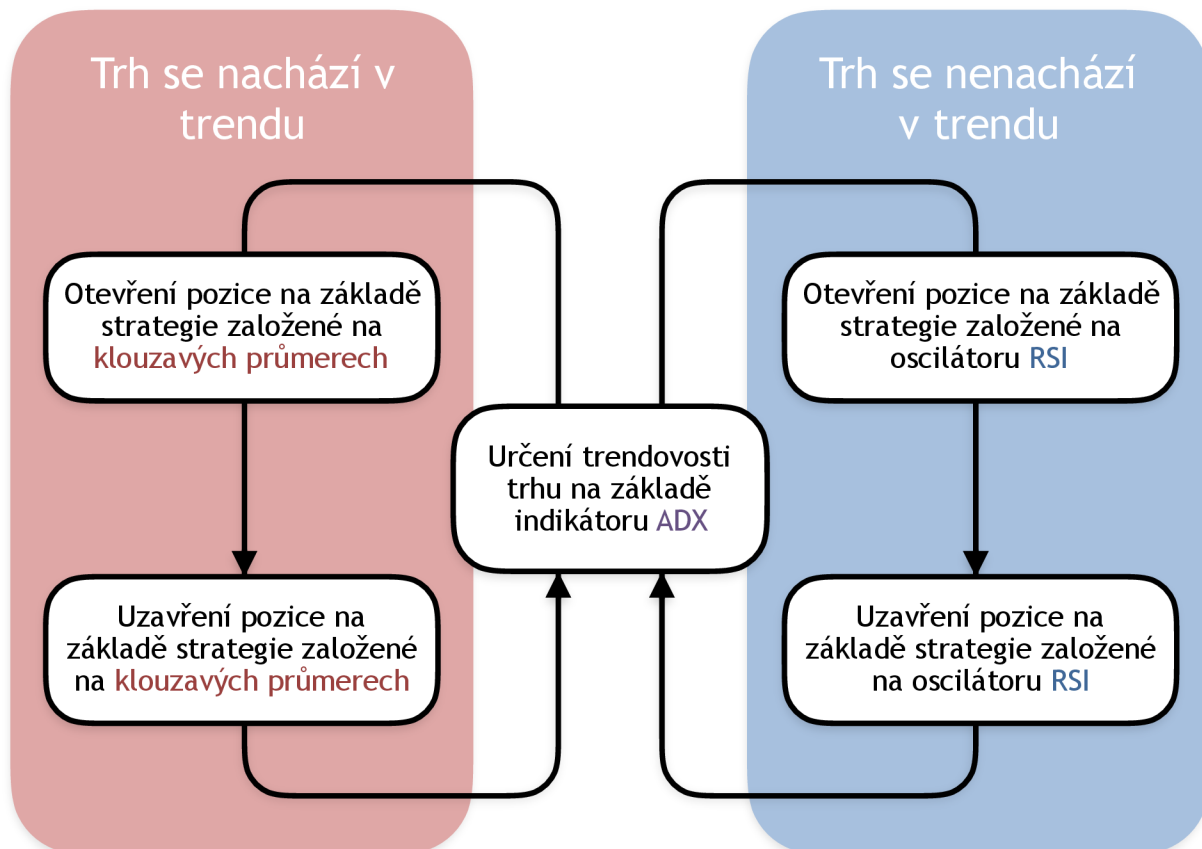 Trh se nachází v
trendu
Trh se nenachází
v trendu
Otevření pozice na základě
strategie založené na
klouzavých průmerech
Otevření pozice na základě
strategie založené na
oscilátoru RSI
Určení trendovosti
trhu na základě
indikátoru ADX
Uzavření pozice na
základě strategie založené
na klouzavých průmerech
Uzavření pozice na
základě strategie založené
na oscilátoru RSI